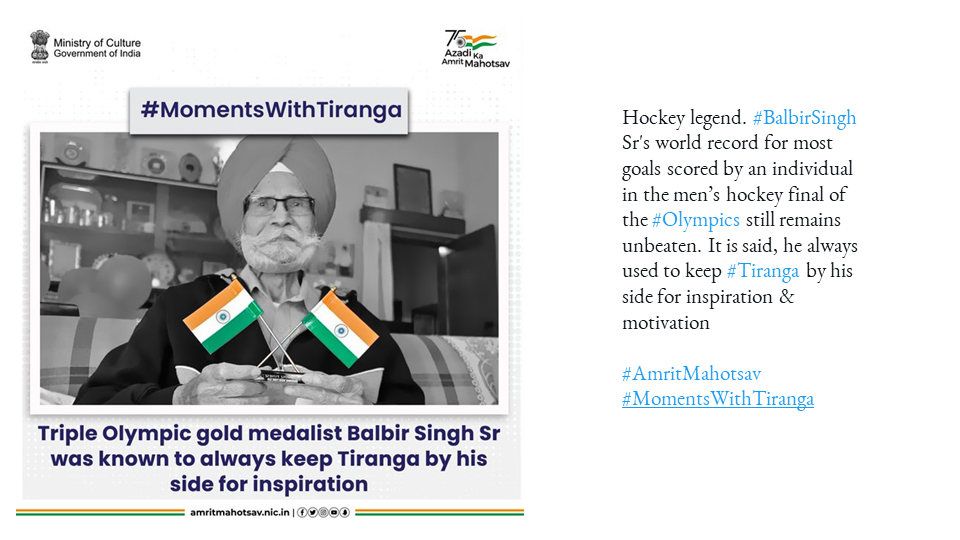 Ministry of Culture
Government of India
75
Azadi Ka
Amrit Mahotsav
#MomentsWithTiranga
Triple Olympic gold medalist Balbir Singh Sr
was known to always keep Tiranga by his
side for inspiration
amritmahotsav.nic.in |
Hockey legend. #BalbirSingh
Sr's world record for most
goals scored by an individual
in the men’s hockey final of
the #Olympics still remains
unbeaten. It is said, he always
used to keep #Tiranga by his
side for inspiration &
motivation
#AmritMahotsav
#MomentsWithTiranga